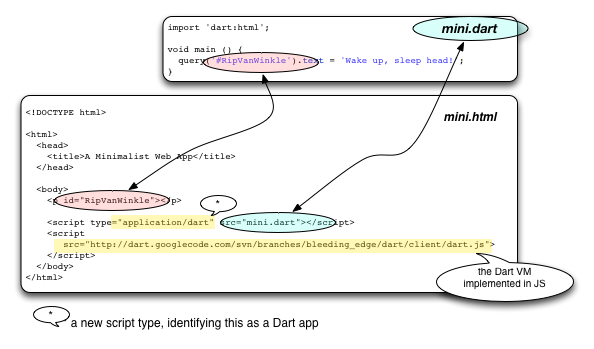 import 'dart:html';
mini.dart
void main () {
query('#RipVanWinkle').text = 'Wake up, sleep head!';
}
<!DOCTYPE html>
mini.html
<html>
<head>
<title>A Minimalist Web App</title>
</head>
<body>
<p id="RipVanWinkle"></p>
*
<script type="application/dart" src="mini.dart"></script>
<script
src="http://dart.googlecode.com/svn/branches/bleeding_edge/dart/client/dart.js">
</script>
</body>
</html>
the Dart VM
implemented in JS
* a new script type, identifying this as a Dart app